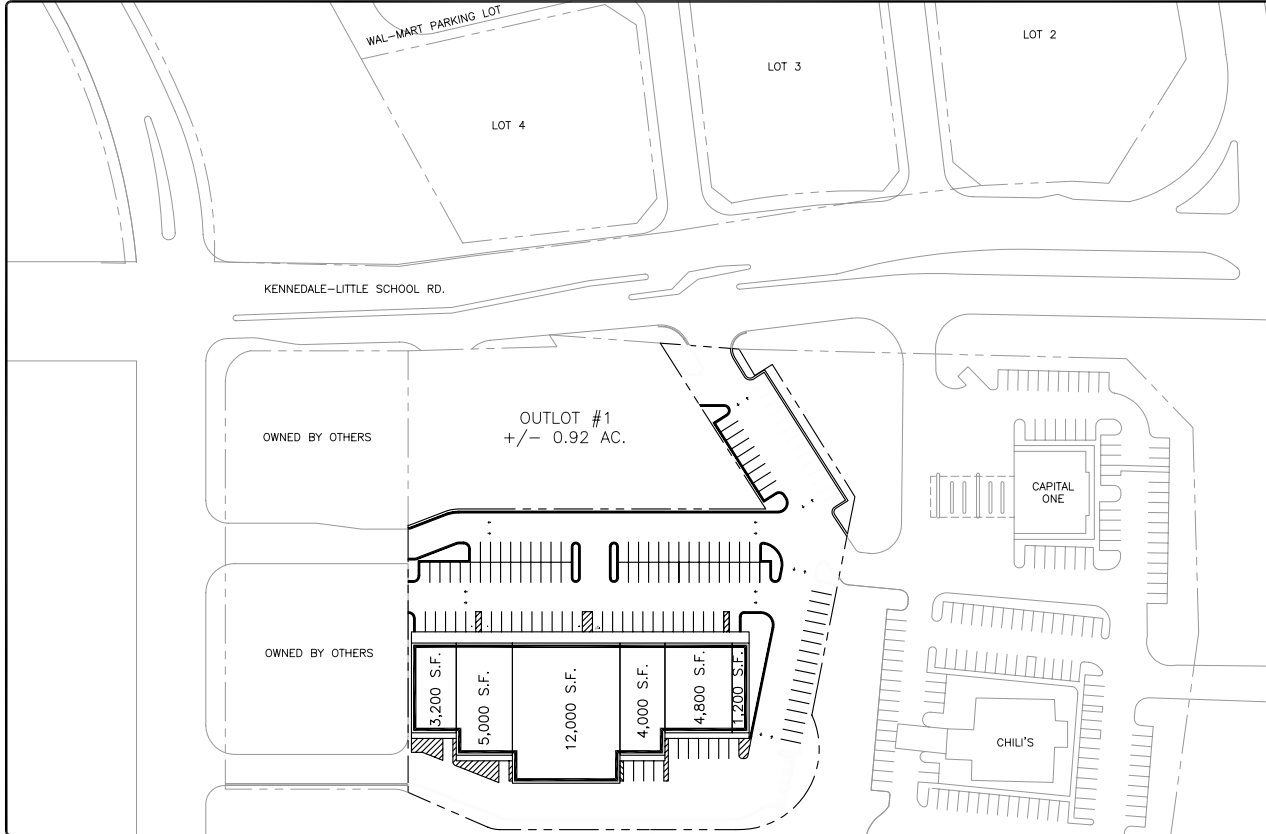 WAL-MART PARKING LOT
LOT 2
LOT 3
LOT 4
KENNEDALE-LITTLE SCHOOL RD.
OUTLOT #1
+/- 0.92 AC.
OWNED BY OTHERS
CAPITAL
ONE
OWNED BY OTHERS
3,200 S.F.
5,000 S.F.
12,000 S.F.
4,000 S.F.
4,800 S.F.
1,200 S.F.
CHILI'S